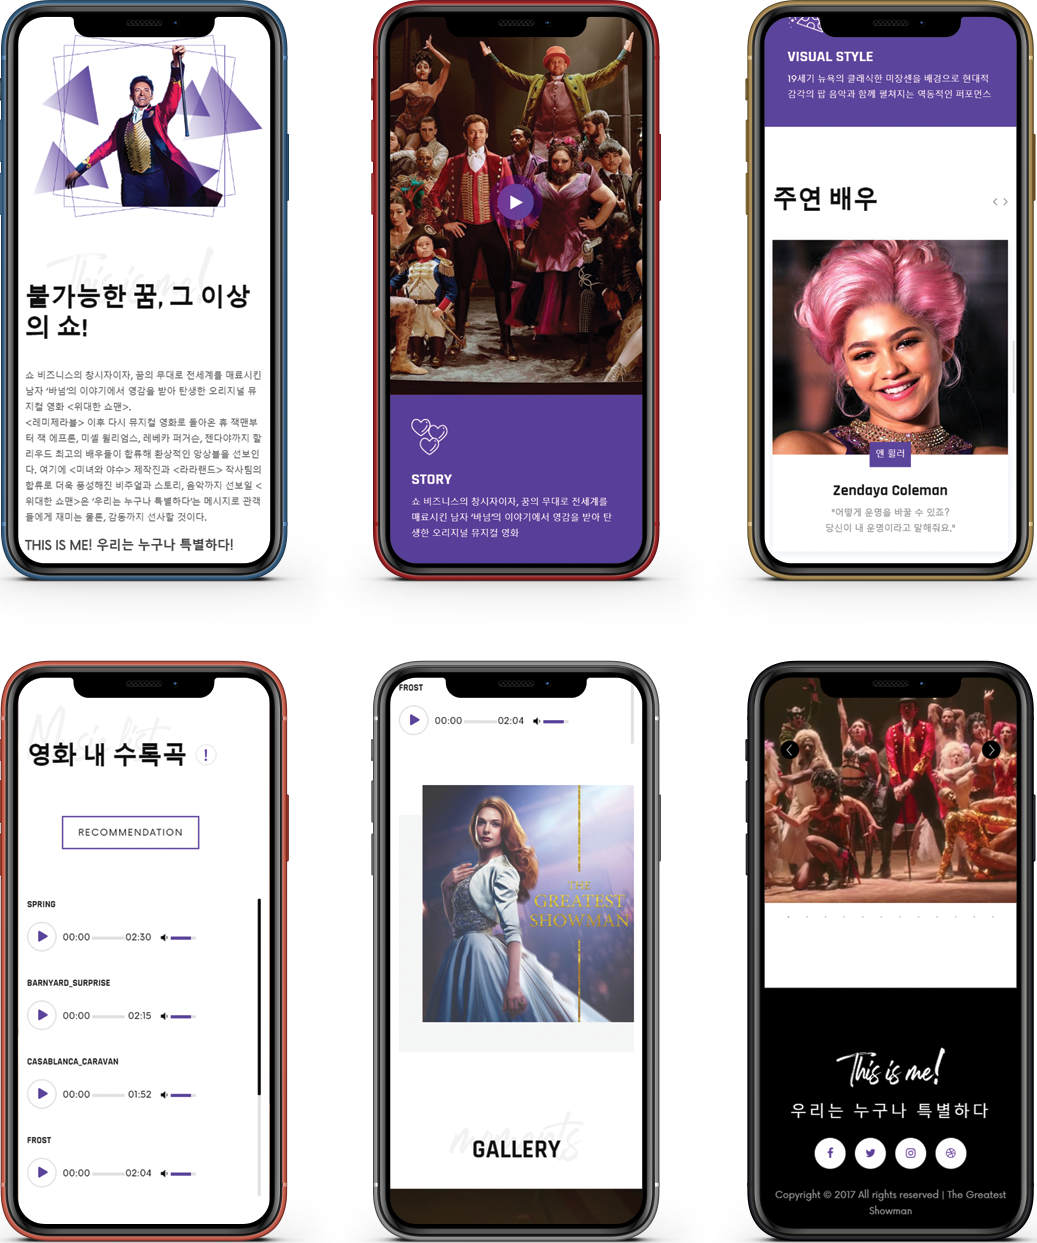 This is me!
불가능한 꿈, 그 이상
의 쇼!
쇼 비즈니스의 창시자이자, 꿈의 무대로 전세계를 매료시킨
남자 ‘바넘’의 이야기에서 영감을 받아 탄생한 오리지널 뮤
지컬 영화 <위대한 쇼맨>.
<레미제라블> 이후 다시 뮤지컬 영화로 돌아온 휴 잭맨부
터 잭 에프론, 미셸 윌리엄스, 레베카 퍼거슨, 젠다야까지 할
리우드 최고의 배우들이 합류해 환상적인 앙상블을 선보인
다. 여기에 <미녀와 야수> 제작진과 <라라랜드> 작사팀의
합류로 더욱 풍성해진 비주얼과 스토리, 음악까지 선보일 <
위대한 쇼맨>은 ‘우리는 누구나 특별하다’는 메시지로 관객
들에게 재미는 물론, 감동까지 선사할 것이다.
THIS IS ME! 우리는 누구나 특별하다!
STORY
쇼 비즈니스의 창시자이자, 꿈의 무대로 전세계를
매료시킨 남자 ‘바넘’의 이야기에서 영감을 받아 탄
생한 오리지널 뮤지컬 영화
VISUAL STYLE
19세기 뉴욕의 클래식한 미장센을 배경으로 현대적
감각의 팝 음악과 함께 펼쳐지는 역동적인 퍼포먼스
주연 배우
앤 휠러
Zendaya Coleman
"어떻게 운명을 바꿀 수 있죠?
당신이 내 운명이라고 말해줘요."
Music list
영화 내 수록곡 !
RECOMMENDATION
SPRING
00:00 02:30
BARNYARD_SURPRISE
00:00 02:15
CASABLANCA_CARAVAN
00:00 01:52
FROST
00:00 02:04
FROST
00:00 02:04
THE
GREATEST
SHOWMAN
moments
GALLERY
This is me!
우리는 누구나 특별하다
Copyright © 2017 All rights reserved | The Greatest
Showman